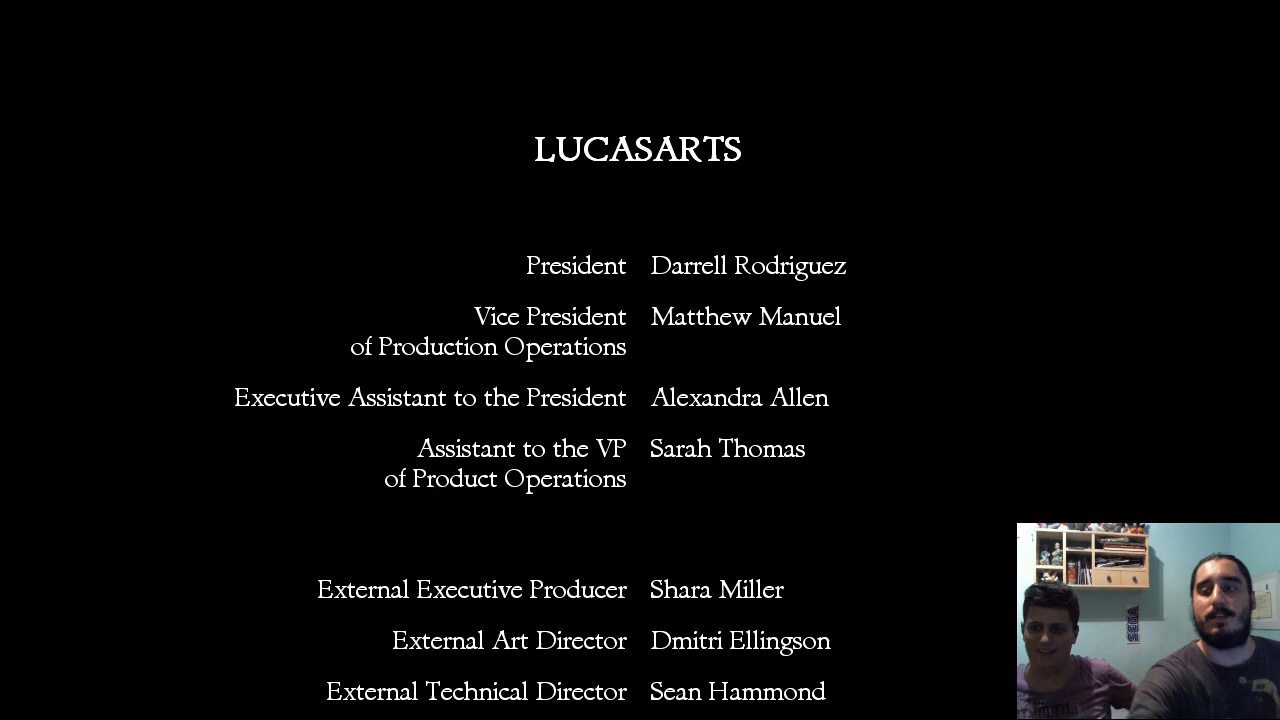 LUCASARTS
President Darrell Rodriguez
Vice President Matthew Manuel
of Production Operations
Executive Assistant to the President Alexandra Allen
Assistant to the VP Sarah Thomas
of Product Operations
External Executive Producer Shara Miller
External Art Director Dmitri Ellingson
External Technical Director Sean Hammond
SEGA